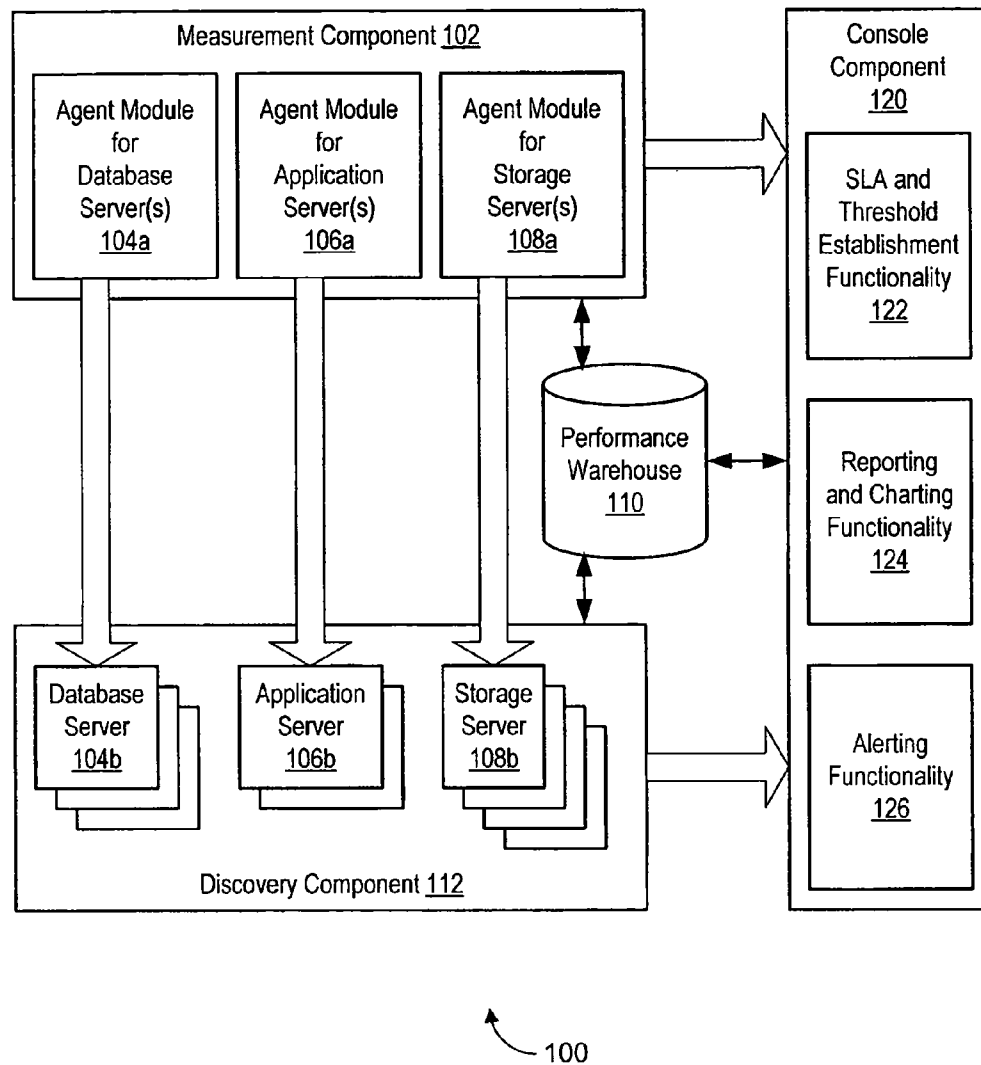 Measurement Component 102
Agent Module
for
Database
Server(s)
104a
Agent Module
for
Application
Server(s)
106a
Agent Module
for
Storage
Server(s)
108a
Console
Component
120
SLA and
Threshold
Establishment
Functionality
122
Performance
Warehouse
110
Reporting
and Charting
Functionality
124
Database
Server
104b
Application
Server
106b
Storage
Server
108b
Discovery Component 112
Alerting
Functionality
126
100